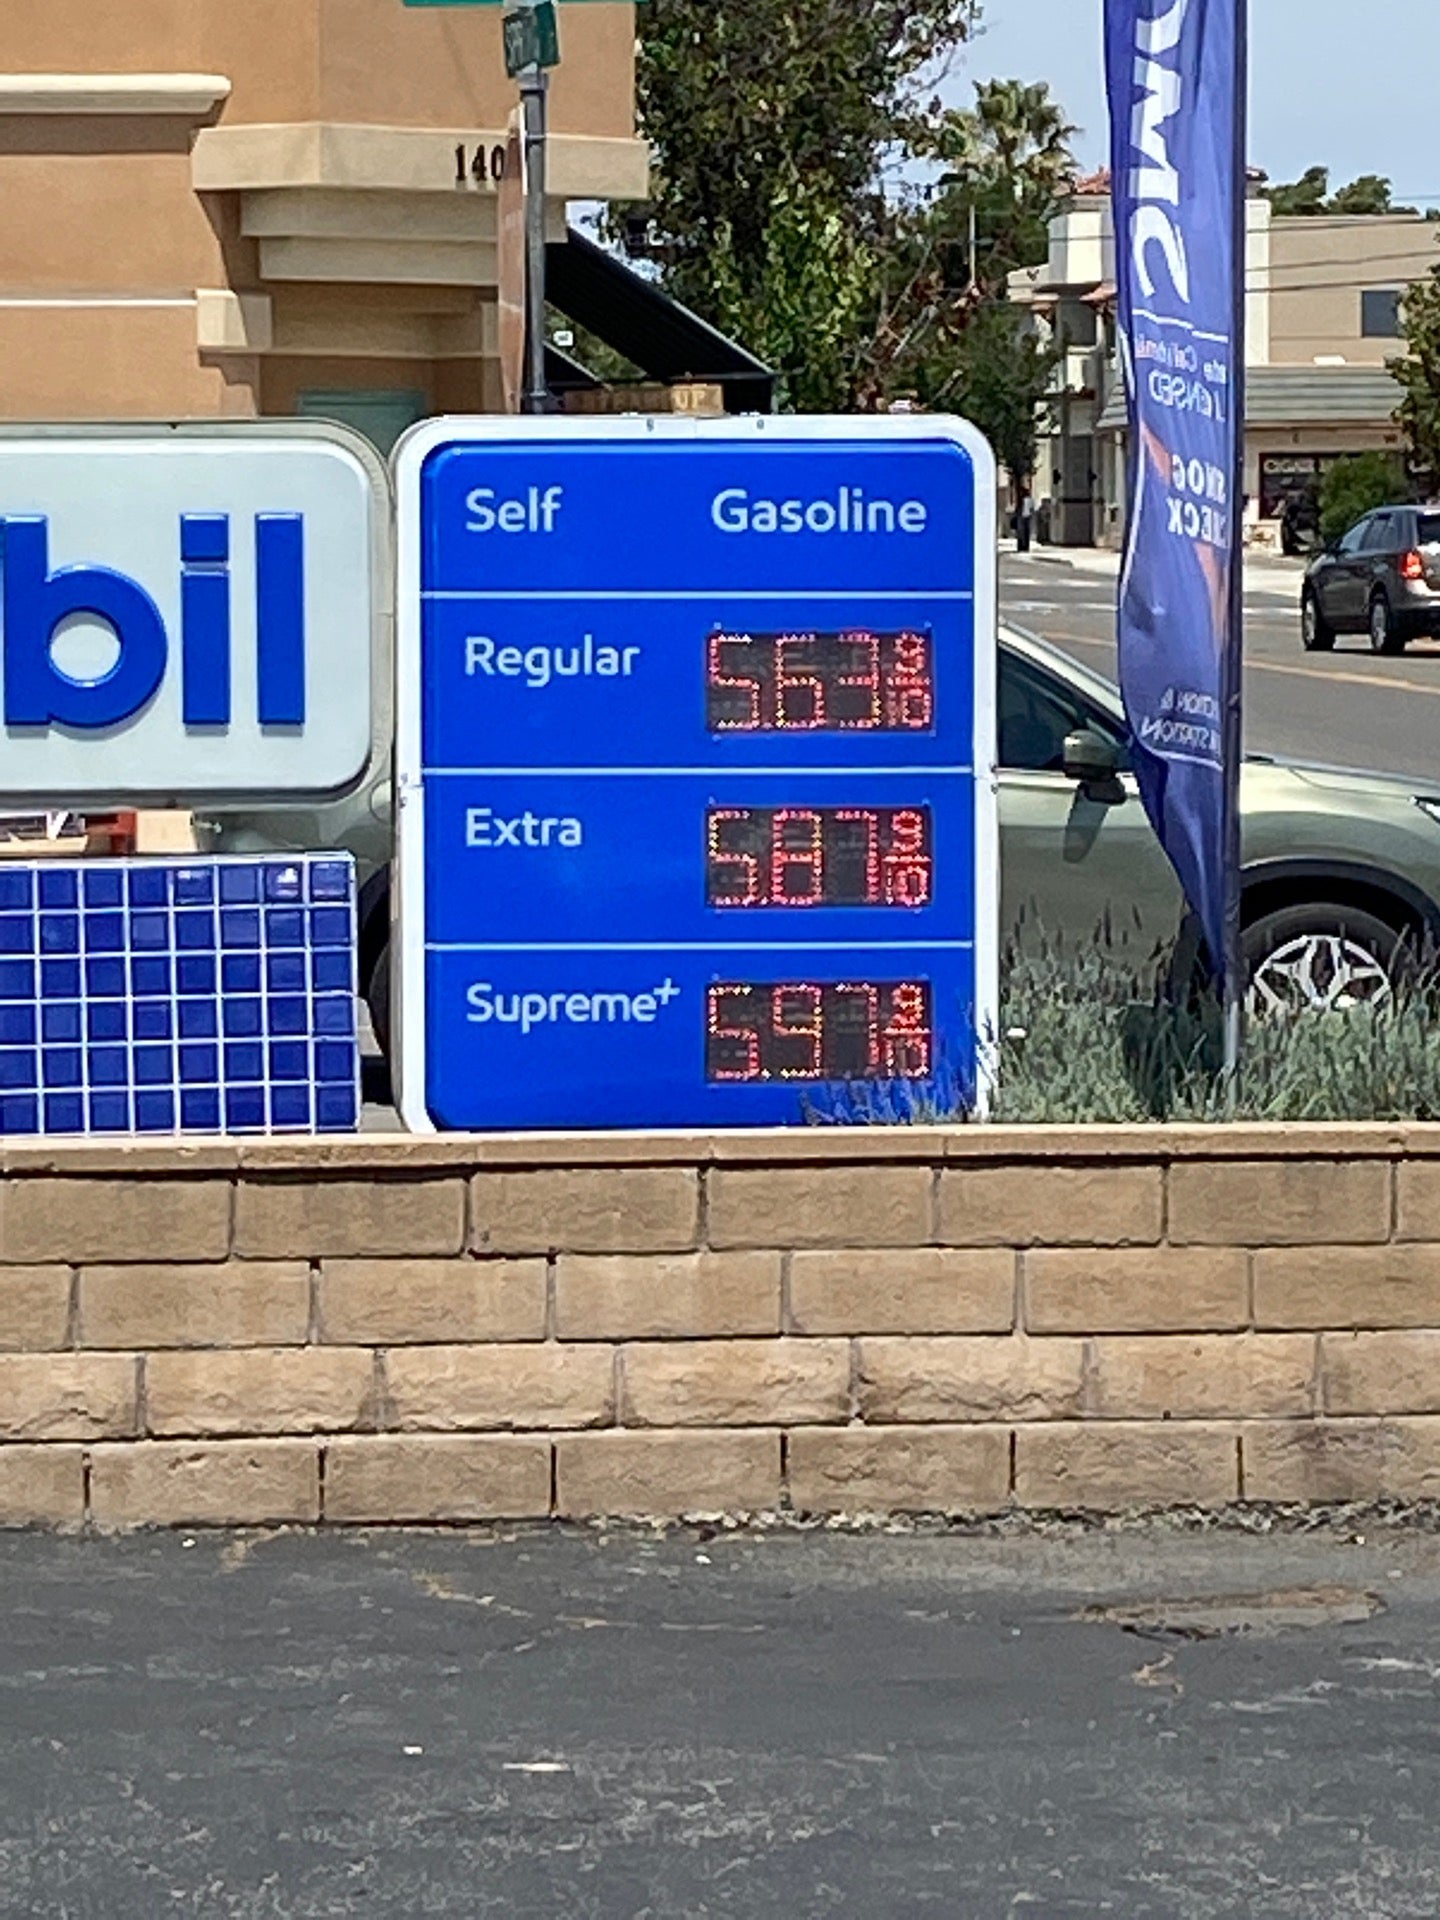 140
bil
Self Gasoline
Regular 5.63 9/10
Extra 5.87 9/10
Supreme+ 5.97 9/10
SMOG
CHECK